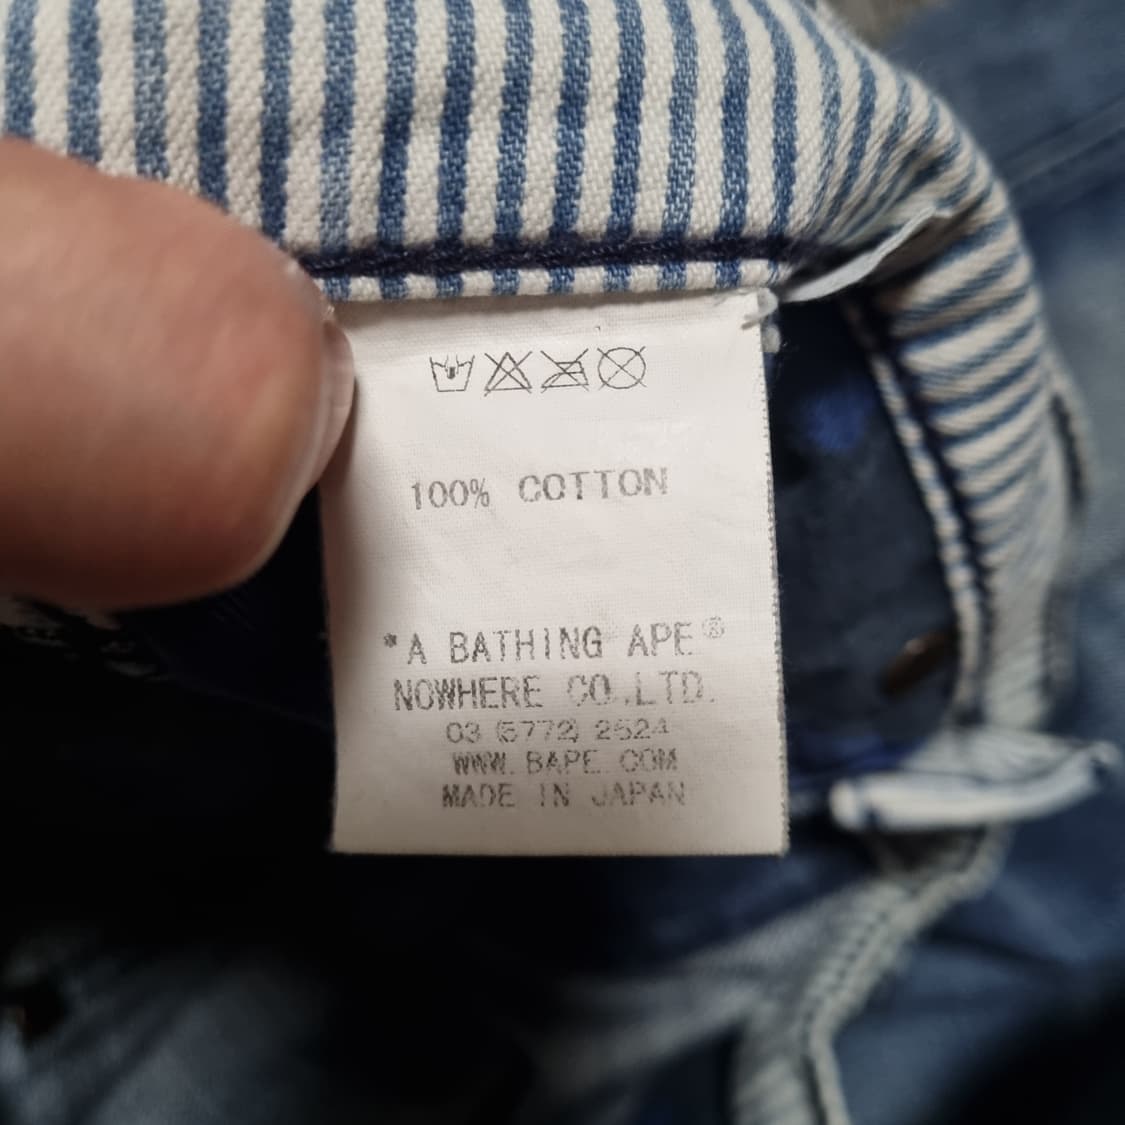 100% COTTON
*A BATHING APE®
NOWHERE CO.,LTD.
03 (5772) 2524
WWW. BAPE. COM
MADE IN JAPAN